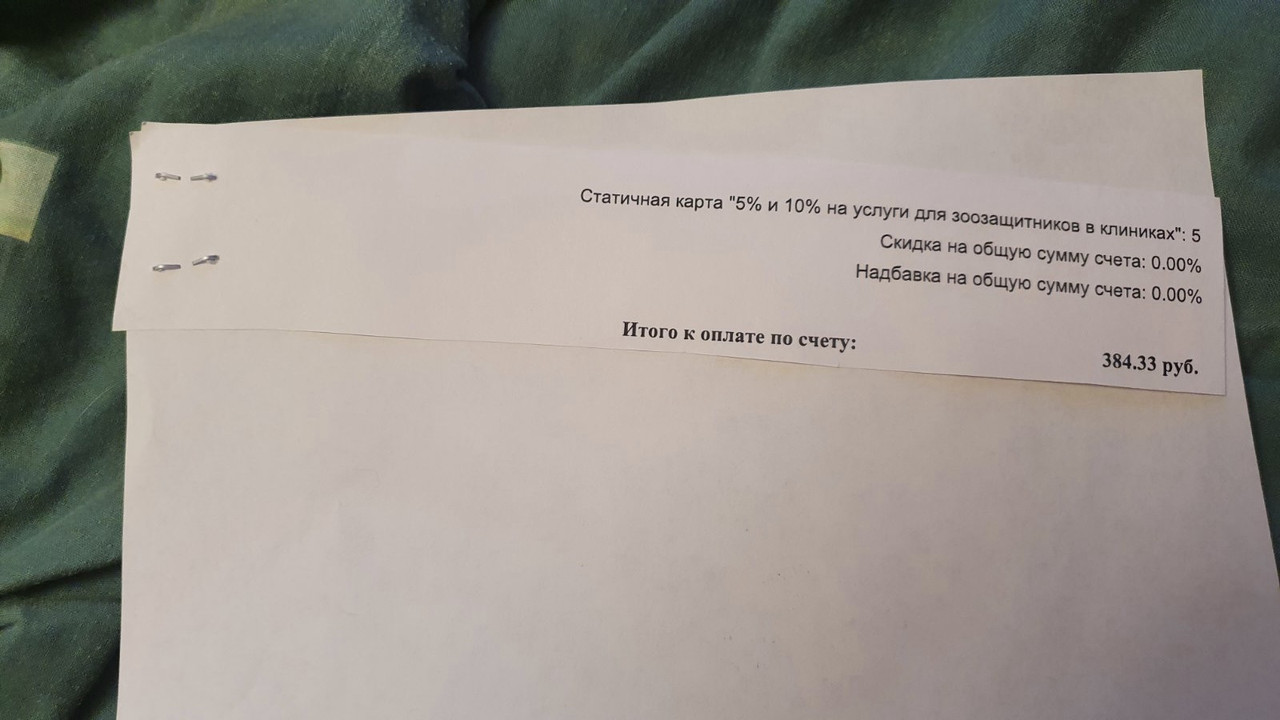 Статичная карта "5% и 10% на услуги для зоозащитников в клиниках": 5
Скидка на общую сумму счета: 0.00%
Надбавка на общую сумму счета: 0.00%
Итого к оплате по счету: 384.33 руб.